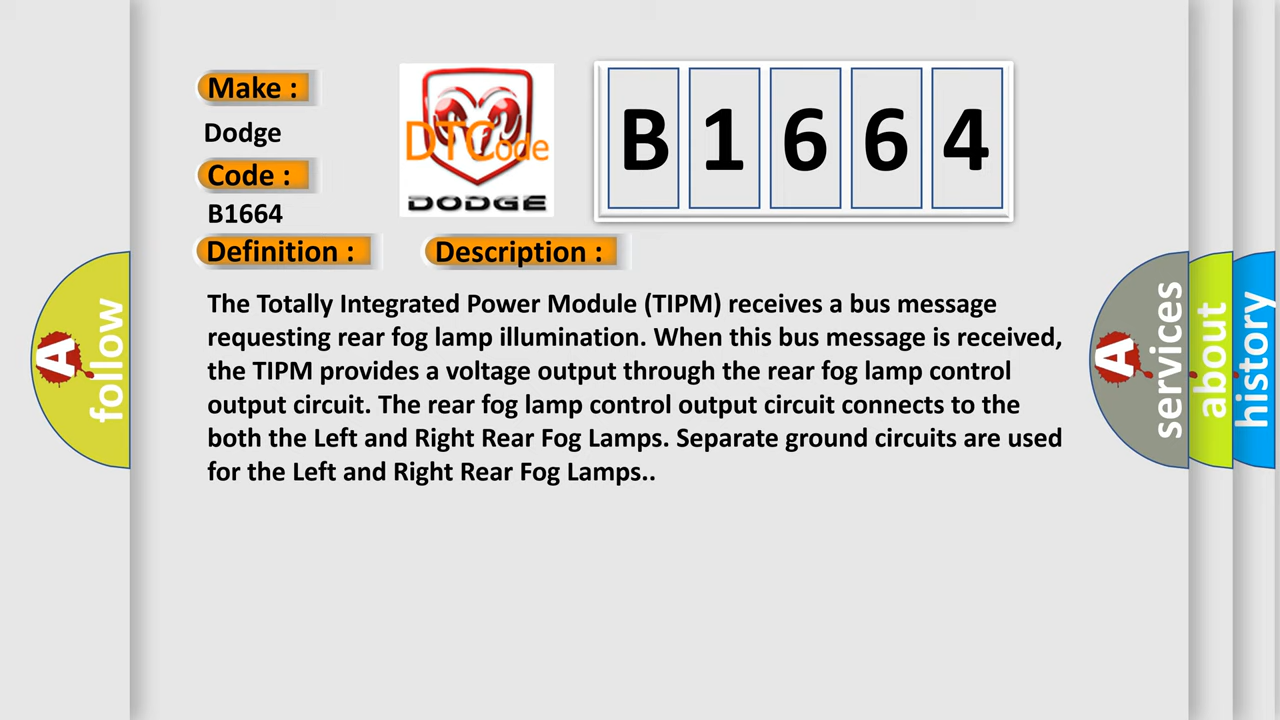 Make :
Dodge
Code :
B1664
Definition :
Description :
DTCode
DODGE
B 1 6 6 4
The Totally Integrated Power Module (TIPM) receives a bus message
requesting rear fog lamp illumination. When this bus message is received,
the TIPM provides a voltage output through the rear fog lamp control
output circuit. The rear fog lamp control output circuit connects to the
both the Left and Right Rear Fog Lamps. Separate ground circuits are used
for the Left and Right Rear Fog Lamps..
A follow
A services
about
history